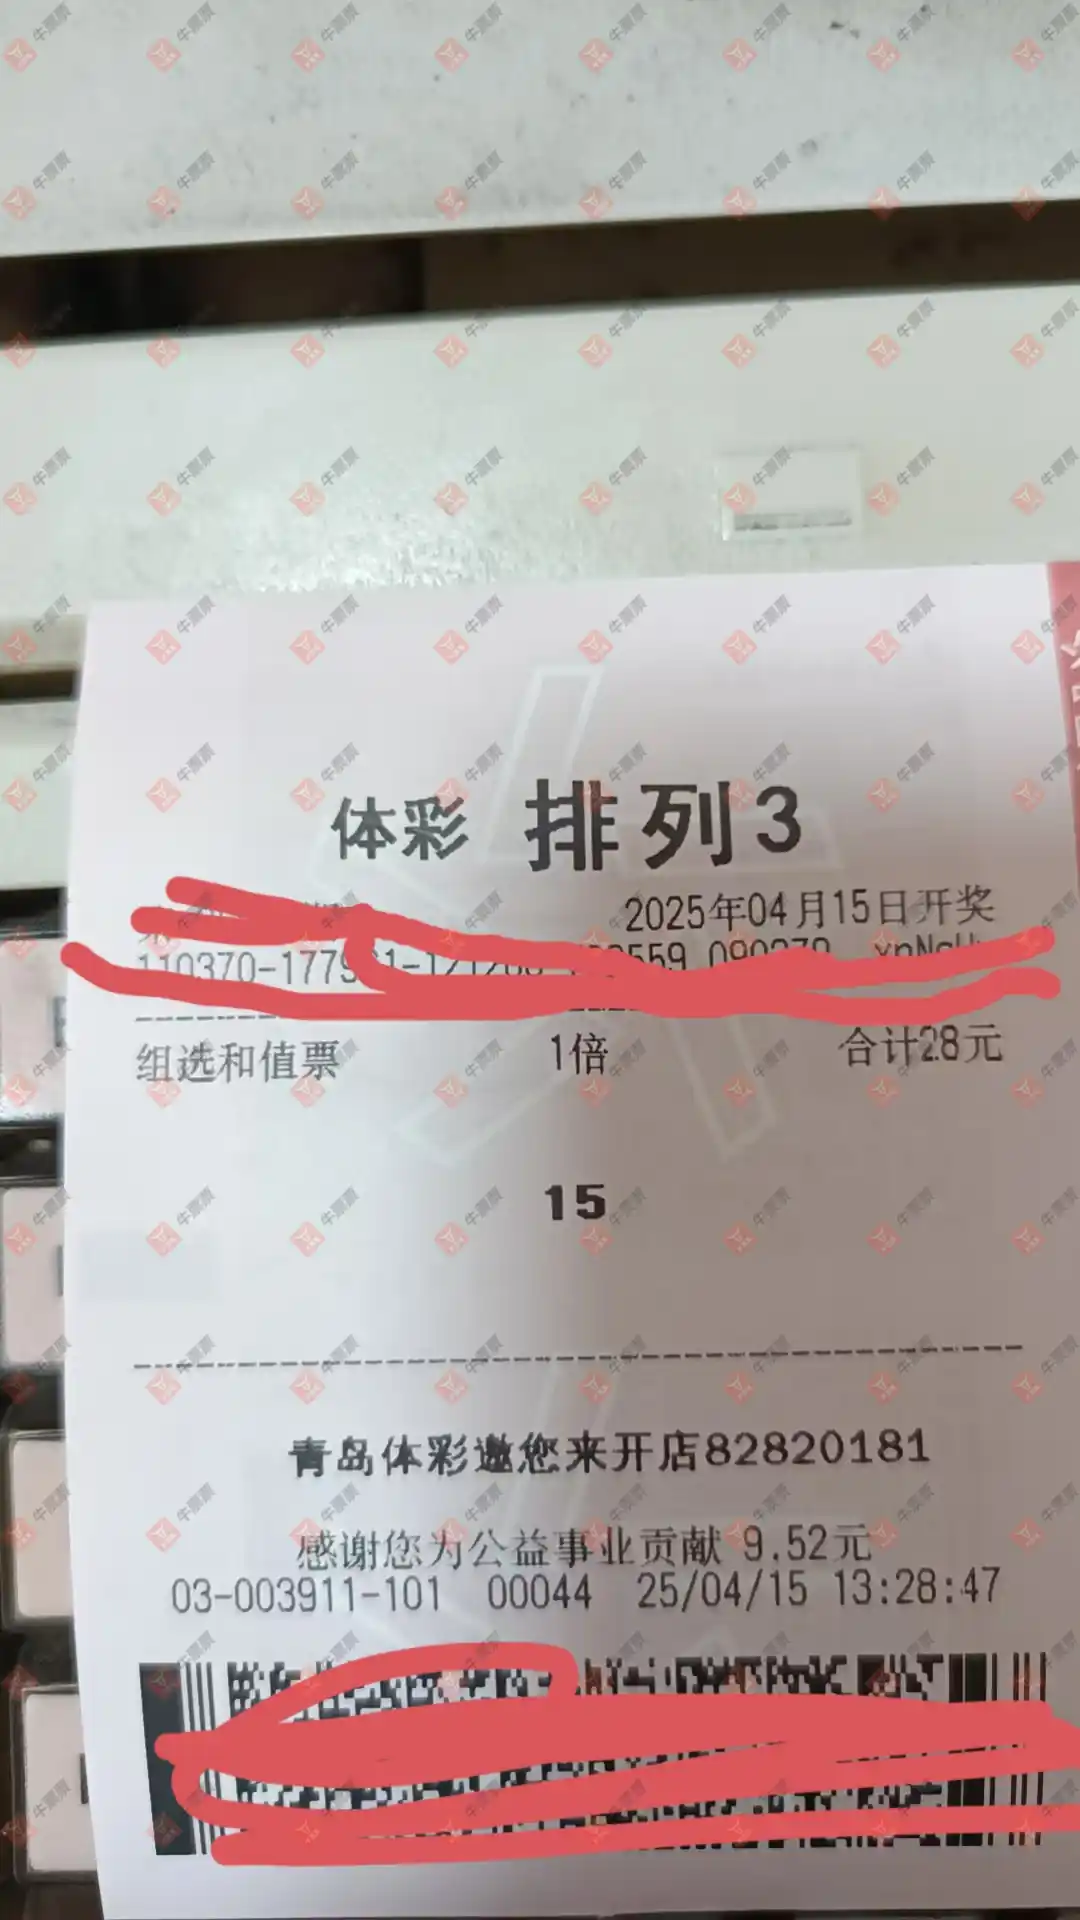 体彩 排列3
2025年04月15日开奖
组选和值票 1倍 合计28元
15
青岛体彩邀您来开店82820181
感谢您为公益事业贡献 9.52元
03-003911-101 00044 25/04/15 13:28:47
牛票票